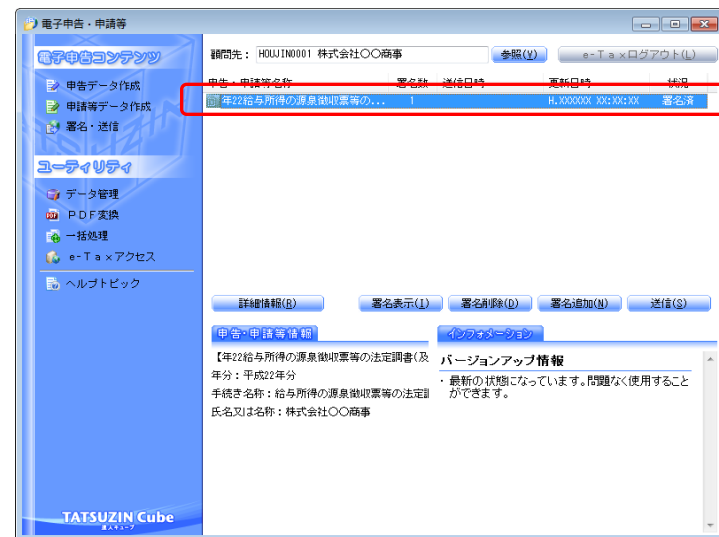 電子申告・申請等
電子申告コンテンツ
申告データ作成
申請等データ作成
署名・送信
ユーティリティ
データ管理
PDF変換
一括処理
e-Taxアクセス
ヘルプトピック
TATSUZIN Cube
達人キューブ
顧問先： HOUJIN0001 株式会社〇〇商事 参照(Y) e-Taxログアウト(L)
申告・申請等名称 署名数 送信日時 更新日時 状況
年22給与所得の源泉徴収票等の... 1 H.XXXXXX XX:XX:XX 署名済
詳細情報(R) 署名表示(I) 署名削除(D) 署名追加(N) 送信(S)
申告・申請等情報
【年22給与所得の源泉徴収票等の法定調書(及
年分：平成22年分
手続き名称：給与所得の源泉徴収票等の法定調
氏名又は名称：株式会社〇〇商事
インフォメーション
バージョンアップ情報
・最新の状態になっています。問題なく使用すること
ができます。